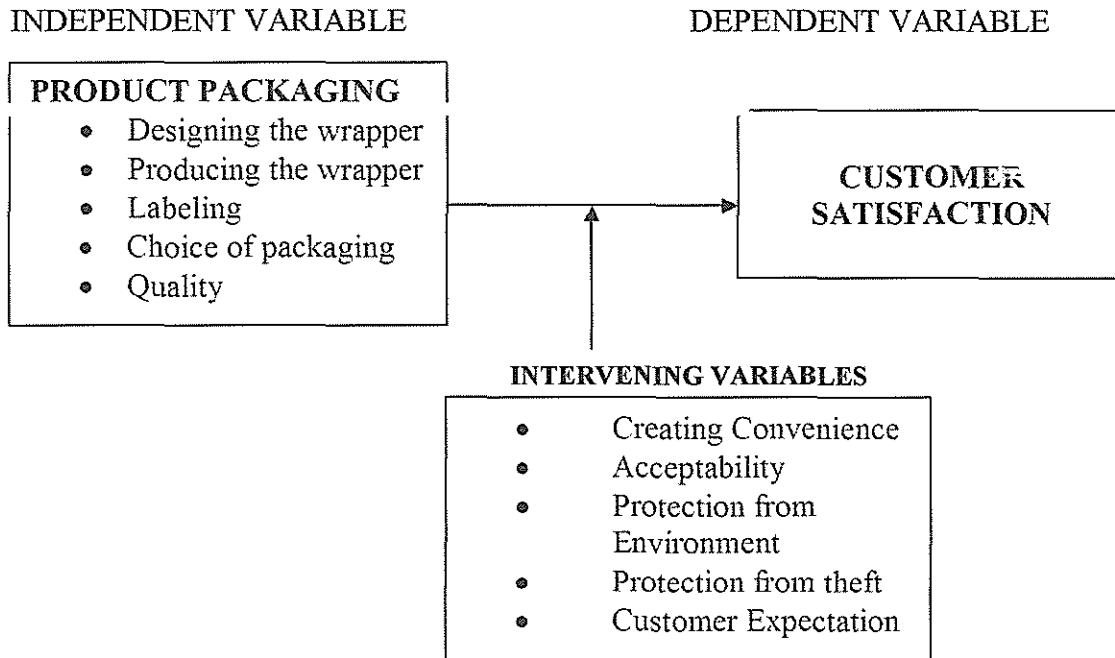 INDEPENDENT VARIABLE
DEPENDENT VARIABLE
PRODUCT PACKAGING
• Designing the wrapper
• Producing the wrapper
• Labeling
• Choice of packaging
• Quality
CUSTOMER
SATISFACTION
INTERVENING VARIABLES
• Creating Convenience
• Acceptability
• Protection from
Environment
• Protection from theft
• Customer Expectation